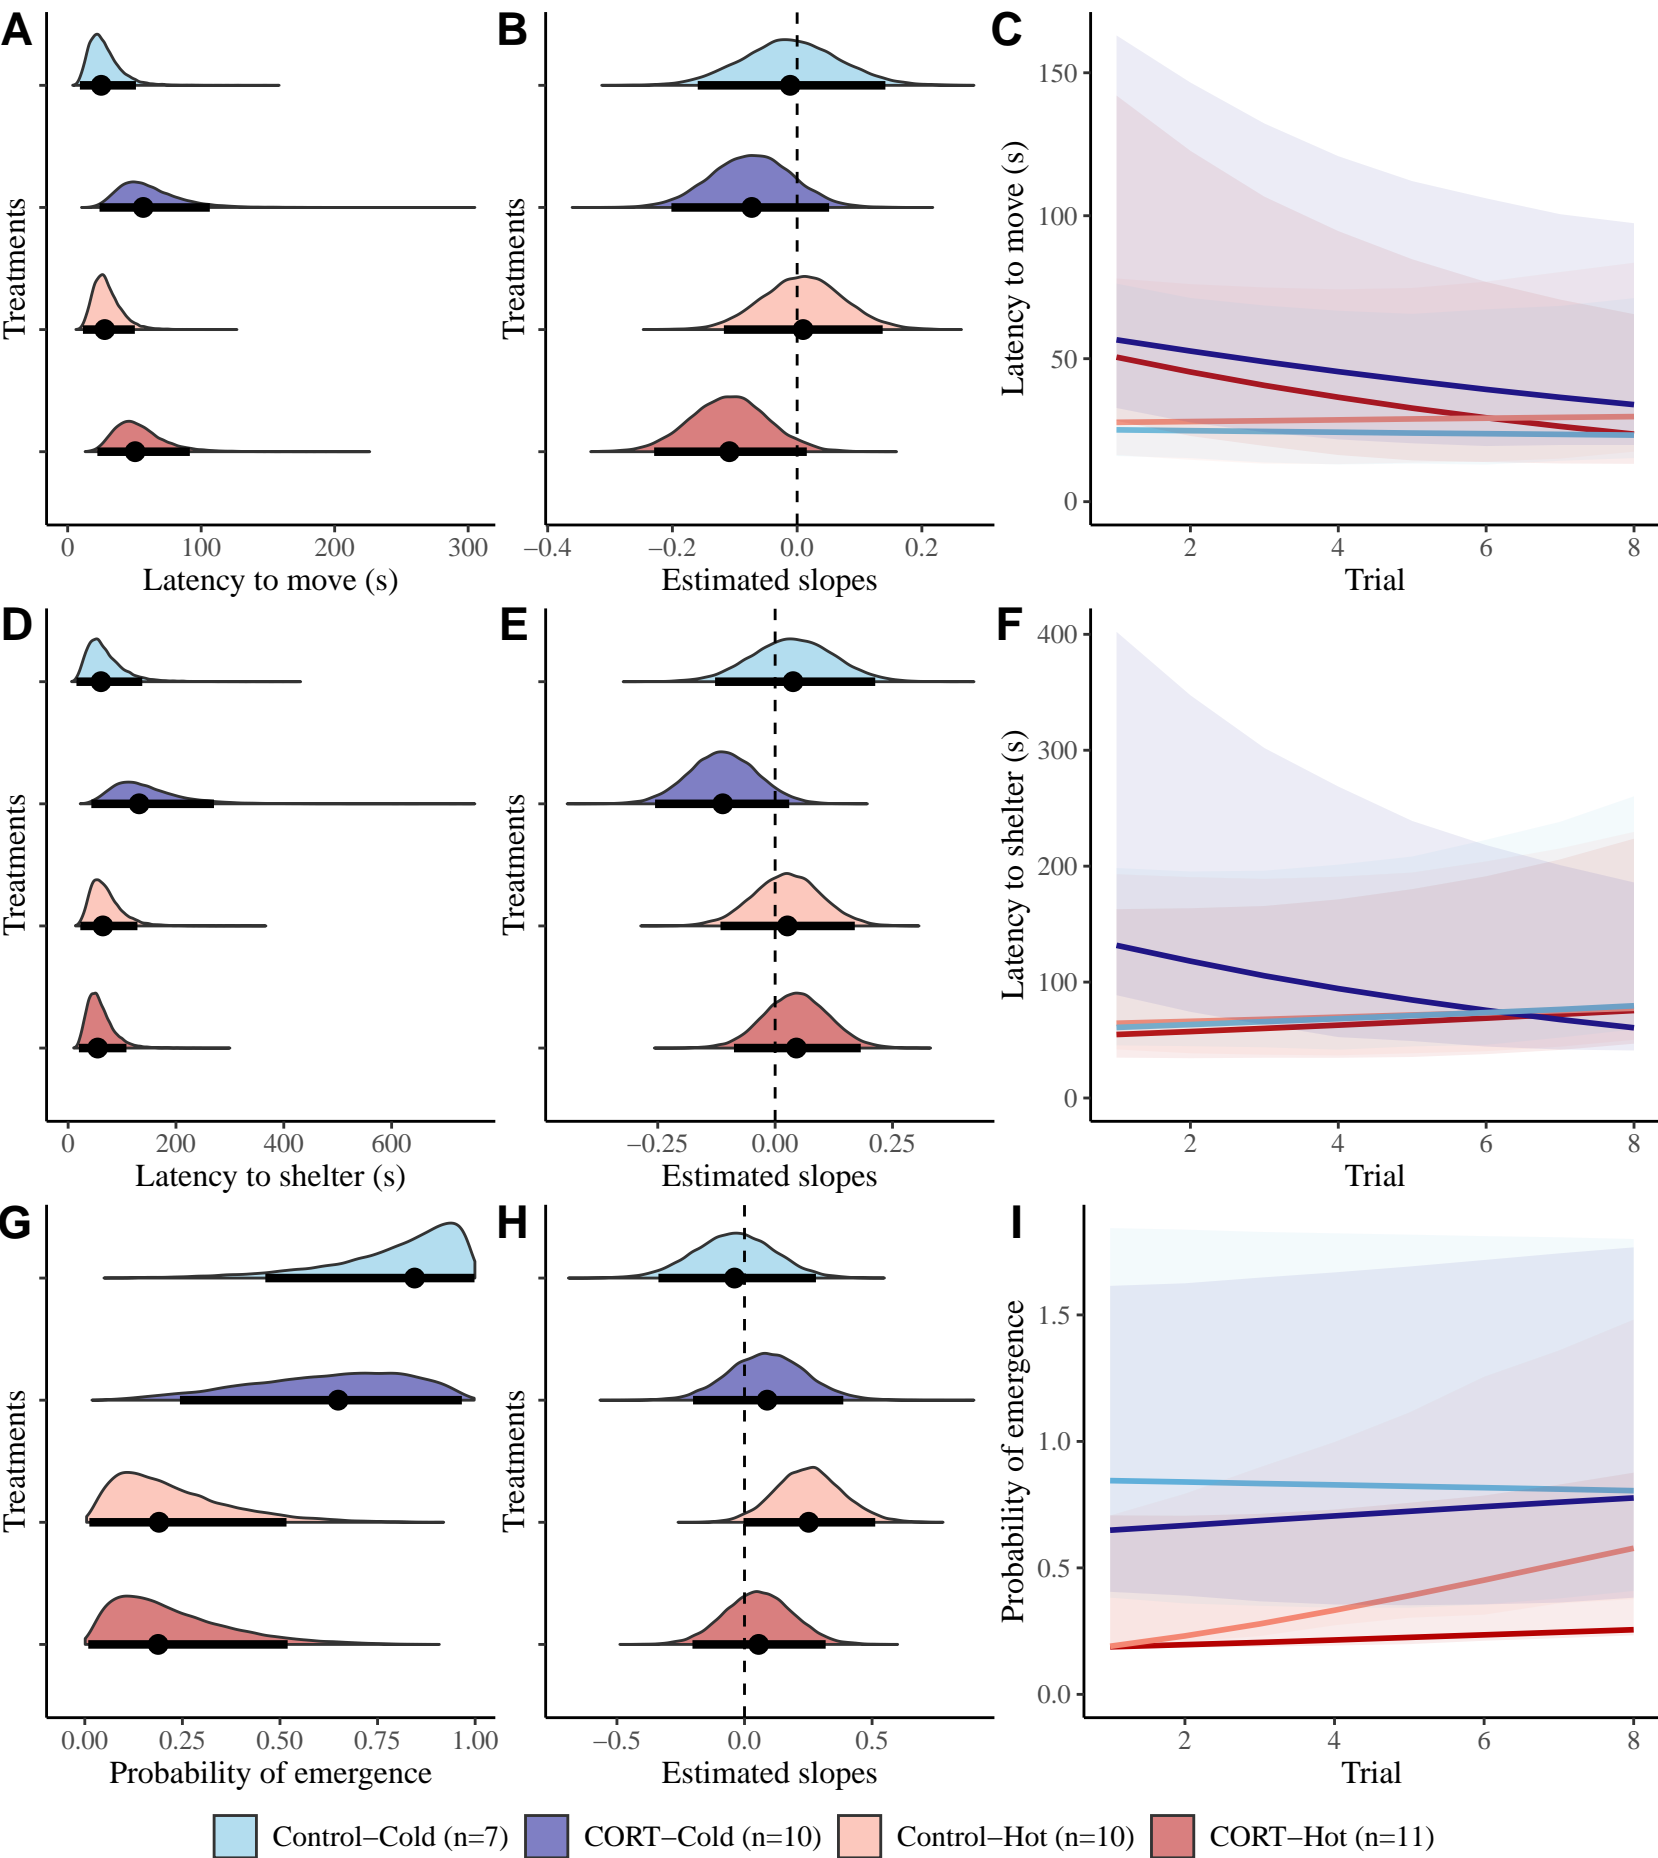 A
B
C
Treatments
Treatments
Latency to move (s)
150
100
50
0
0 100 200 300
−0.4 −0.2 0.0 0.2
2 4 6 8
Latency to move (s)
Estimated slopes
Trial
D
E
F
Treatments
Treatments
Latency to shelter (s)
400
300
200
100
0
0 200 400 600
−0.25 0.00 0.25
2 4 6 8
Latency to shelter (s)
Estimated slopes
Trial
G
H
I
Treatments
Treatments
Probability of emergence
1.5
1.0
0.5
0.0
0.00 0.25 0.50 0.75 1.00
−0.5 0.0 0.5
2 4 6 8
Probability of emergence
Estimated slopes
Trial
Control−Cold (n=7) CORT−Cold (n=10) Control−Hot (n=10) CORT−Hot (n=11)